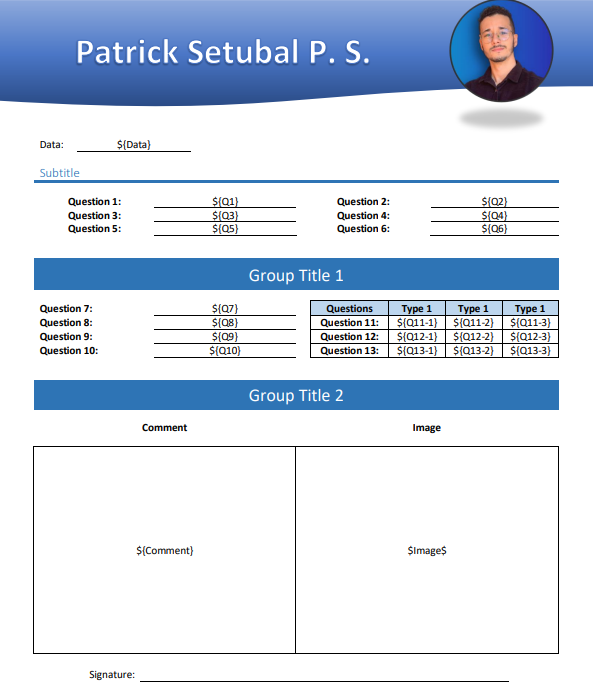 Patrick Setubal P. S.
Data: ${Data}
Subtitle
Question 1: ${Q1} Question 2: ${Q2}
Question 3: ${Q3} Question 4: ${Q4}
Question 5: ${Q5} Question 6: ${Q6}
Group Title 1
Question 7: ${Q7} Questions Type 1 Type 1 Type 1
Question 8: ${Q8} Question 11: ${Q11-1} ${Q11-2} ${Q11-3}
Question 9: ${Q9} Question 12: ${Q12-1} ${Q12-2} ${Q12-3}
Question 10: ${Q10} Question 13: ${Q13-1} ${Q13-2} ${Q13-3}
Group Title 2
Comment Image
${Comment} $Image$
Signature: